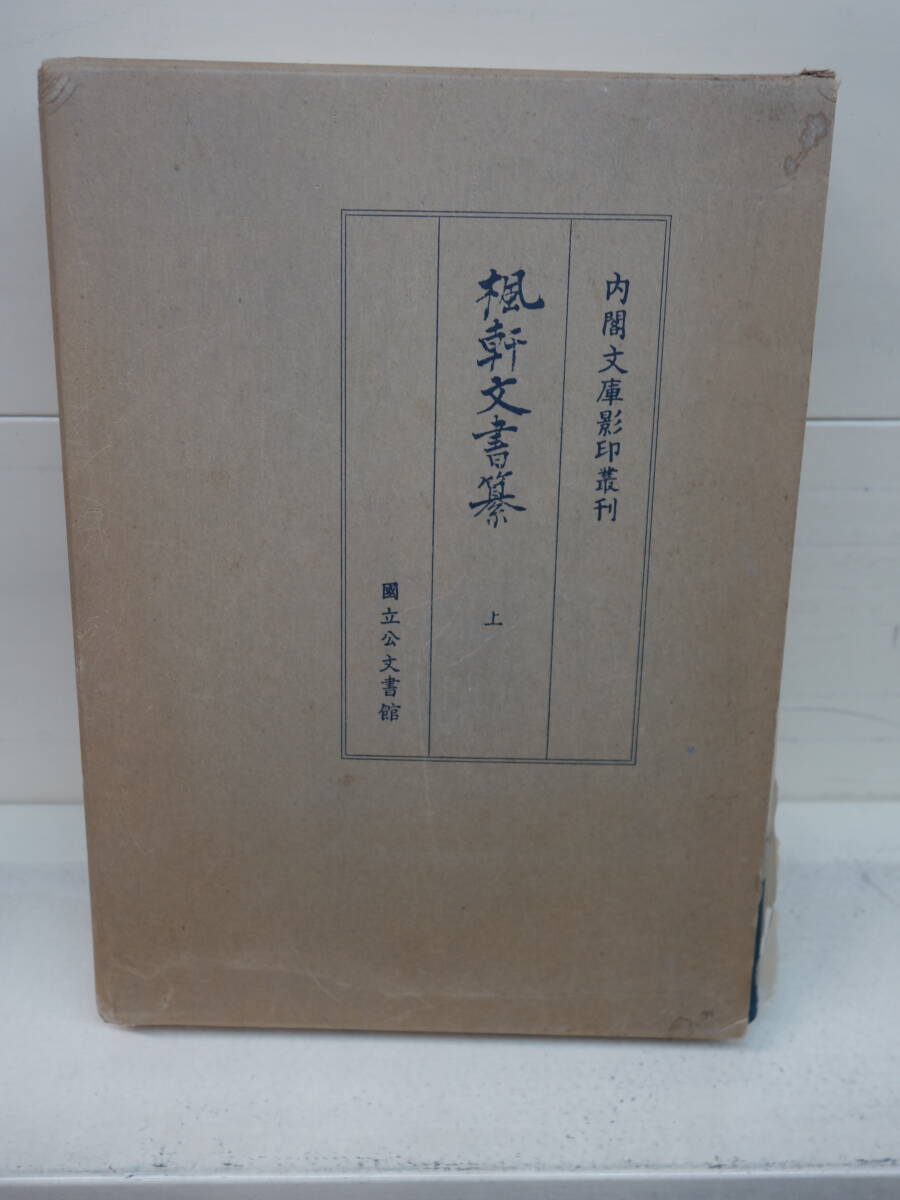 内閣文庫影印叢刊
楓軒文書纂
上
國立公文書館